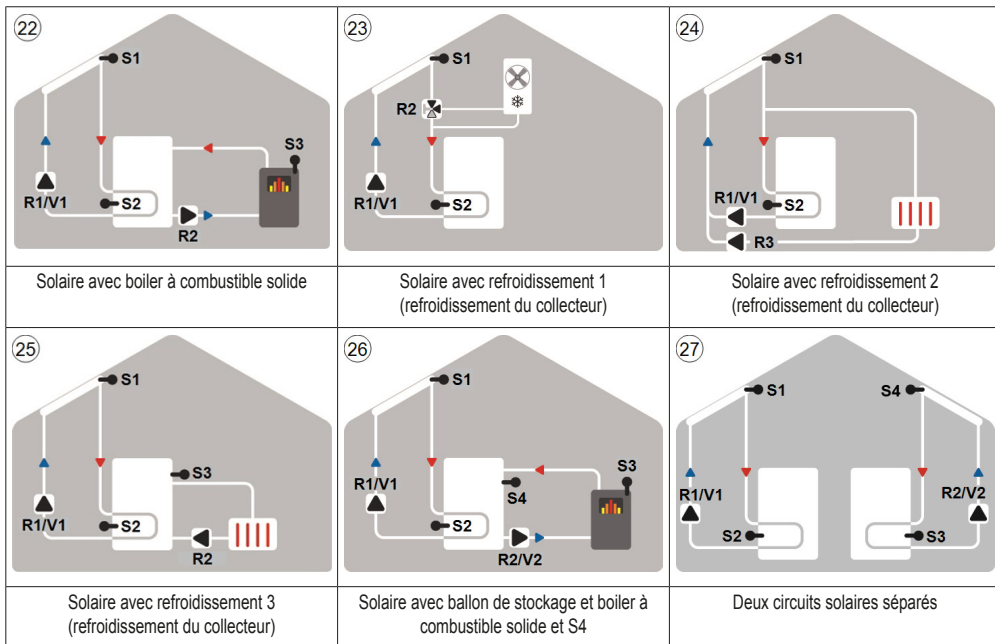 22
S1
S3
R1/V1
S2
R2
Solaire avec boiler à combustible solide
23
S1
R2
R1/V1
S2
Solaire avec refroidissement 1
(refroidissement du collecteur)
24
S1
R1/V1
S2
R3
Solaire avec refroidissement 2
(refroidissement du collecteur)
25
S1
S3
R1/V1
S2
R2
Solaire avec refroidissement 3
(refroidissement du collecteur)
26
S1
S3
R1/V1
S4
S2
R2/V2
Solaire avec ballon de stockage et boiler à
combustible solide et S4
27
S1
S4
R1/V1
R2/V2
S2
S3
Deux circuits solaires séparés